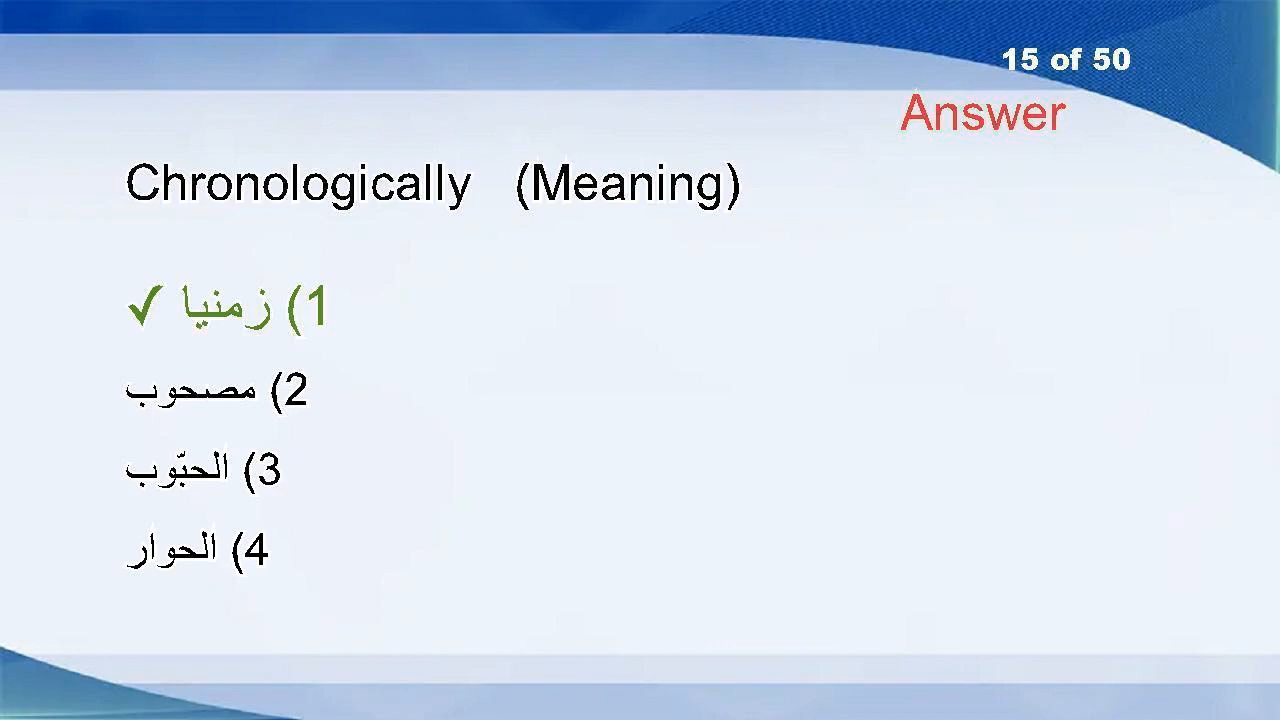 15 of 50
Answer
Chronologically (Meaning)
1) زمنيا ✓
2) مصحوب
3) الحبّوب
4) الحوار